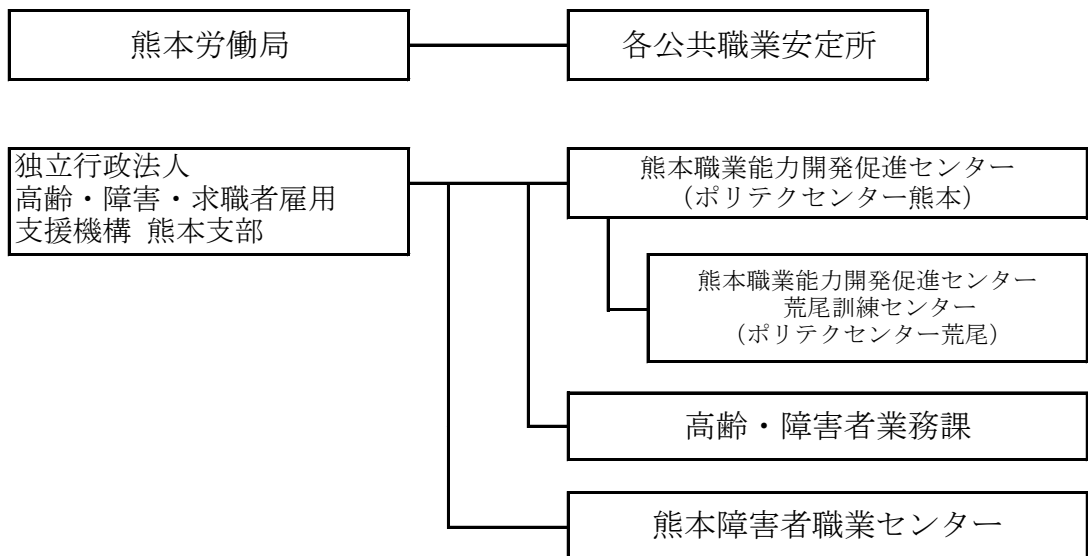 熊本労働局
各公共職業安定所
独立行政法人
高齢・障害・求職者雇用
支援機構 熊本支部
熊本職業能力開発促進センター
（ポリテクセンター熊本）
熊本職業能力開発促進センター
荒尾訓練センター
（ポリテクセンター荒尾）
高齢・障害者業務課
熊本障害者職業センター